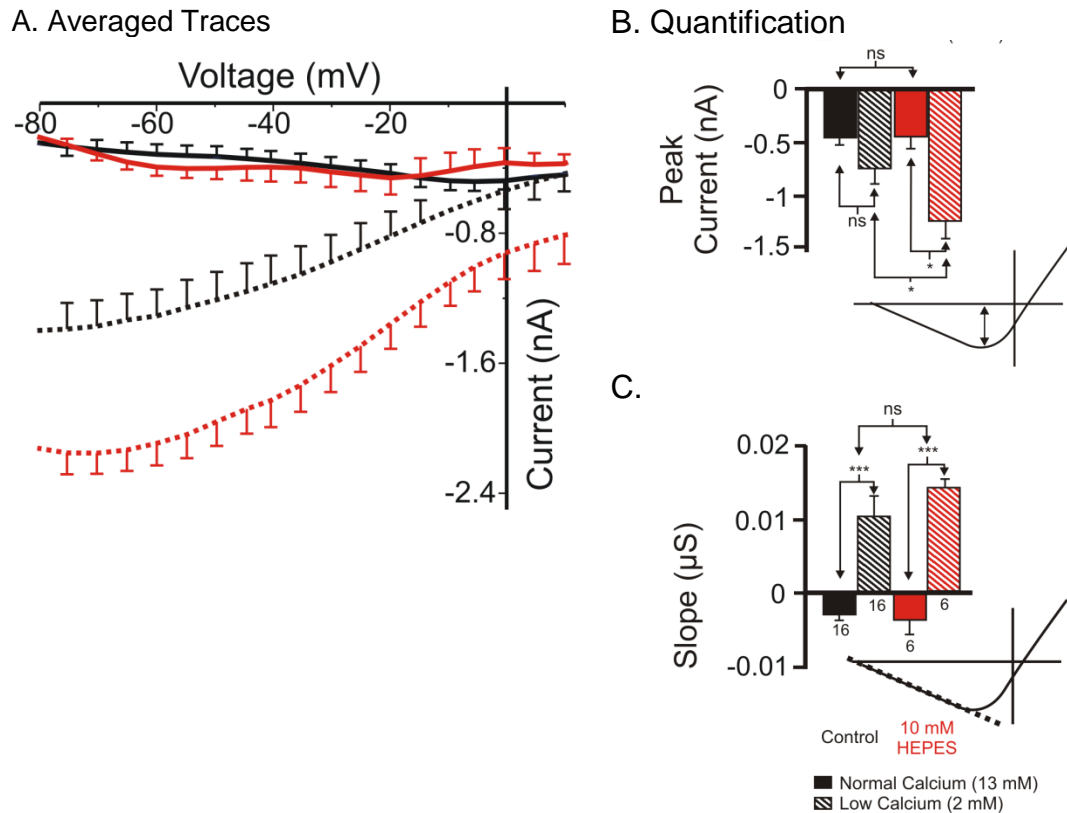 A. Averaged Traces
Voltage (mV)
-80
-60
-40
-20
-0.8
-1.6
-2.4
Current (nA)
B. Quantification
ns
0
-0.5
-1
-1.5
Peak
Current (nA)
ns
*
*
C.
ns
0.02
0.01
0
-0.01
Slope (µS)
***
***
16
16
6
6
Control
10 mM
HEPES
Normal Calcium (13 mM)
Low Calcium (2 mM)